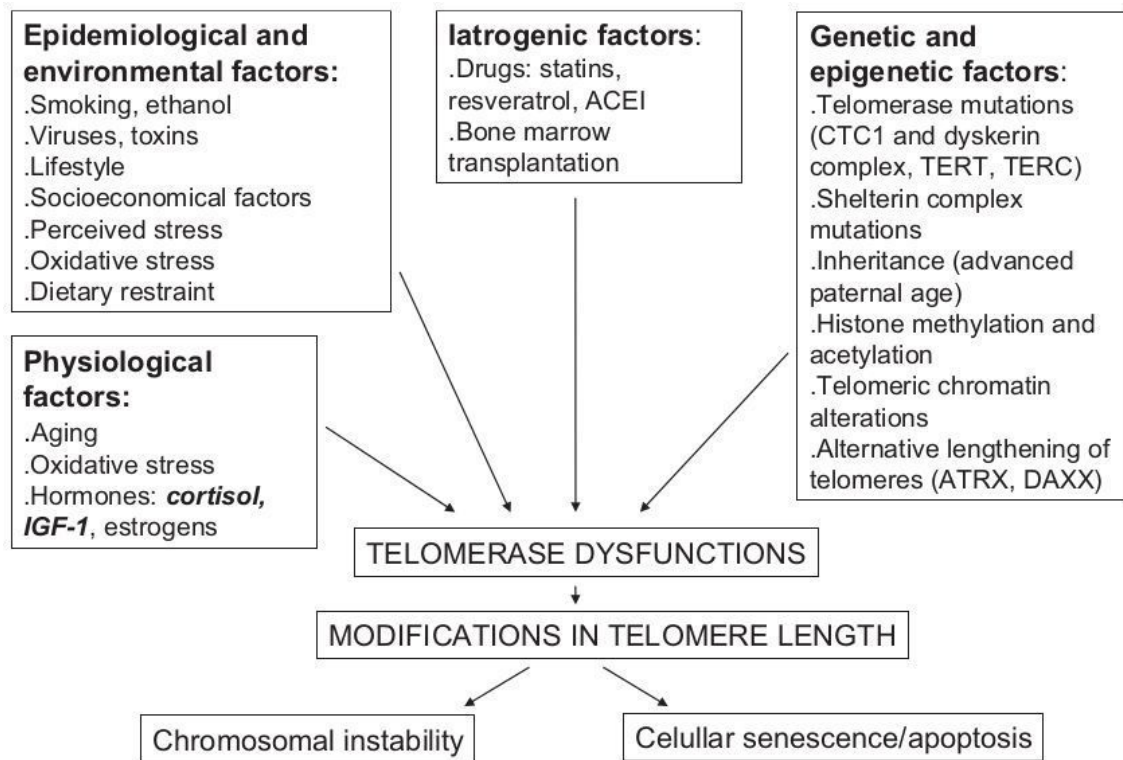 Epidemiological and
environmental factors:
.Smoking, ethanol
.Viruses, toxins
.Lifestyle
.Socioeconomical factors
.Perceived stress
.Oxidative stress
.Dietary restraint
Iatrogenic factors:
.Drugs: statins,
resveratrol, ACEI
.Bone marrow
transplantation
Genetic and
epigenetic factors:
.Telomerase mutations
(CTC1 and dyskerin
complex, TERT, TERC)
.Shelterin complex
mutations
.Inheritance (advanced
paternal age)
.Histone methylation and
acetylation
.Telomeric chromatin
alterations
.Alternative lengthening of
telomeres (ATRX, DAXX)
Physiological
factors:
.Aging
.Oxidative stress
.Hormones: cortisol,
IGF-1, estrogens
TELOMERASE DYSFUNCTIONS
MODIFICATIONS IN TELOMERE LENGTH
Chromosomal instability
Celullar senescence/apoptosis